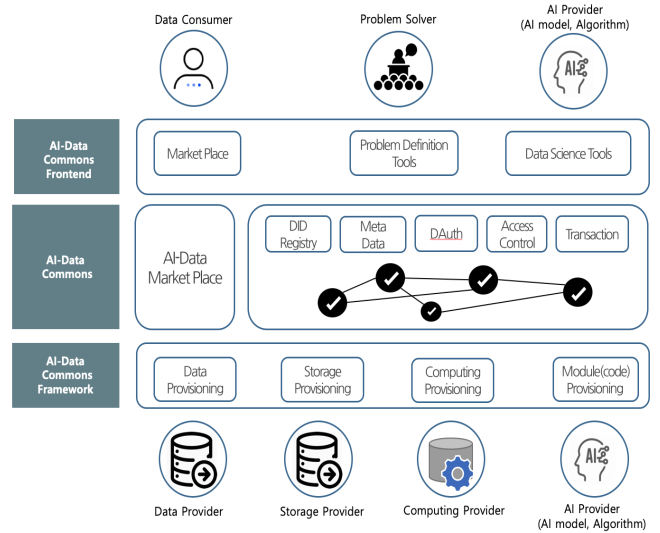 Data Consumer
Problem Solver
AI Provider
(AI model, Algorithm)
AI
AI-Data
Commons
Frontend
Market Place
Problem Definition
Tools
Data Science Tools
AI-Data
Commons
AI-Data
Market Place
DID
Registry
Meta
Data
DAuth
Access
Control
Transaction
AI-Data
Commons
Framework
Data
Provisioning
Storage
Provisioning
Computing
Provisioning
Module(code)
Provisioning
AI
Data Provider
Storage Provider
Computing Provider
AI Provider
(AI model, Algorithm)